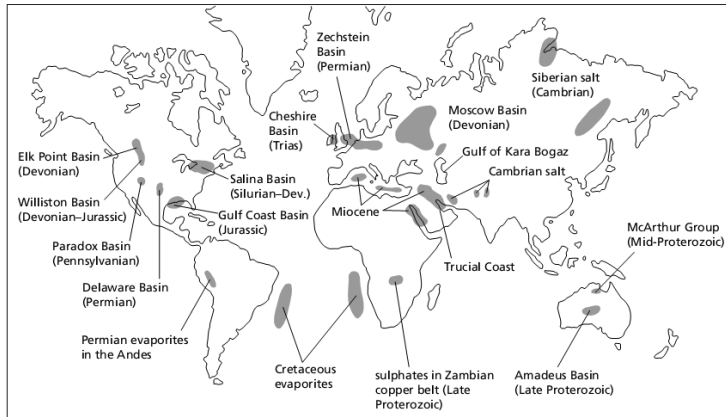 Zechstein
Basin
(Permian)
Siberian salt
(Cambrian)
Cheshire
Basin
(Trias)
Moscow Basin
(Devonian)
Elk Point Basin
(Devonian)
Salina Basin
(Silurian–Dev.)
Gulf of Kara Bogaz
Cambrian salt
Williston Basin
(Devonian–Jurassic)
Gulf Coast Basin
(Jurassic)
Miocene
Paradox Basin
(Pennsylvanian)
Trucial Coast
McArthur Group
(Mid-Proterozoic)
Delaware Basin
(Permian)
Permian evaporites
in the Andes
Cretaceous
evaporites
sulphates in Zambian
copper belt (Late
Proterozoic)
Amadeus Basin
(Late Proterozoic)